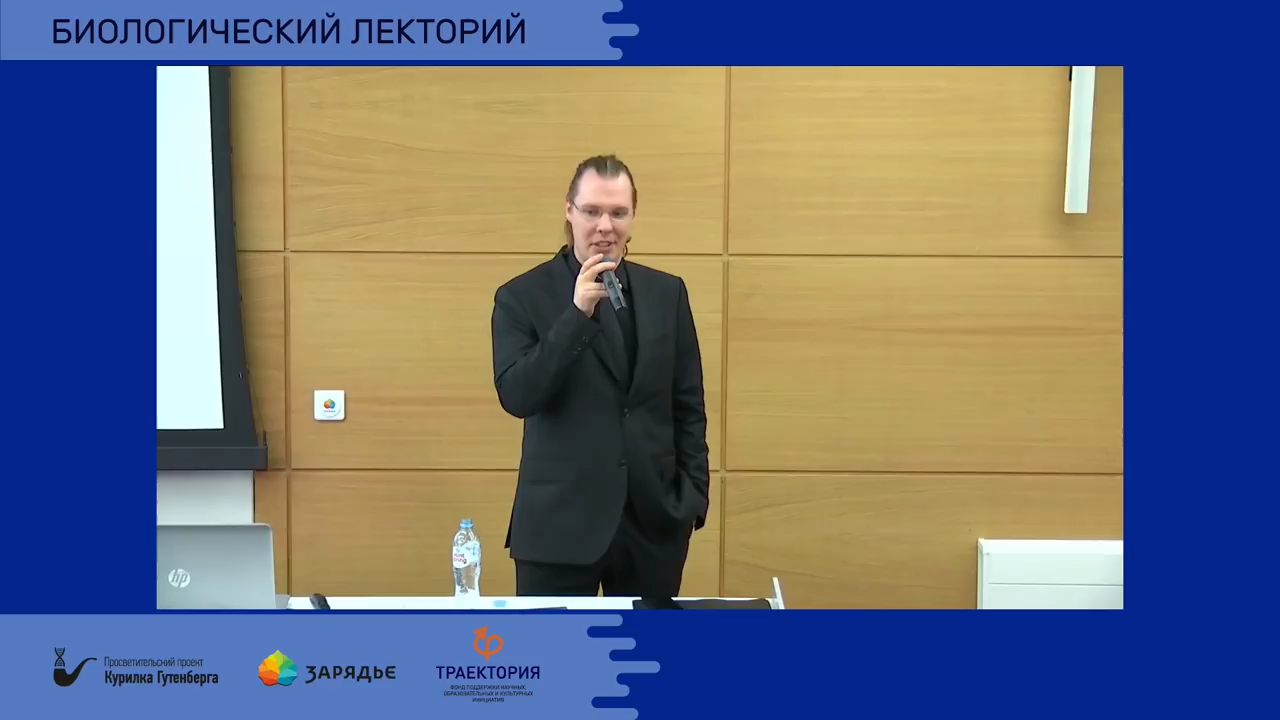 БИОЛОГИЧЕСКИЙ ЛЕКТОРИЙ
hp
Просветительский проект
Курилка Гутенберга
ЗАРЯДЬЕ
ТРАЕКТОРИЯ
ФОНД ПОДДЕРЖКИ НАУЧНЫХ,
ОБРАЗОВАТЕЛЬНЫХ И КУЛЬТУРНЫХ
ИНИЦИАТИВ